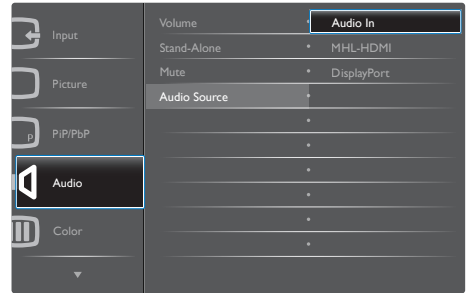 Input
Picture
PiP/PbP
P
Audio
Color
Volume
Stand-Alone
Mute
Audio Source
Audio In
MHL-HDMI
DisplayPort